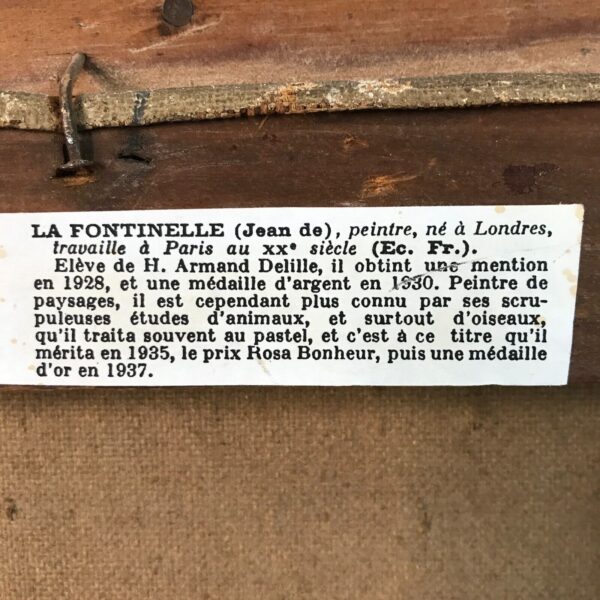 LA FONTINELLE (Jean de), peintre, né à Londres,
travaille à Paris au XXe siècle (Ec. Fr.).
Elève de H. Armand Delille, il obtint une mention
en 1928, et une médaille d'argent en 1930. Peintre de
paysages, il est cependant plus connu par ses scru-
puleuses études d'animaux, et surtout d'oiseaux,
qu'il traita souvent au pastel, et c'est à ce titre qu'il
mérita en 1935, le prix Rosa Bonheur, puis une médaille
d'or en 1937.